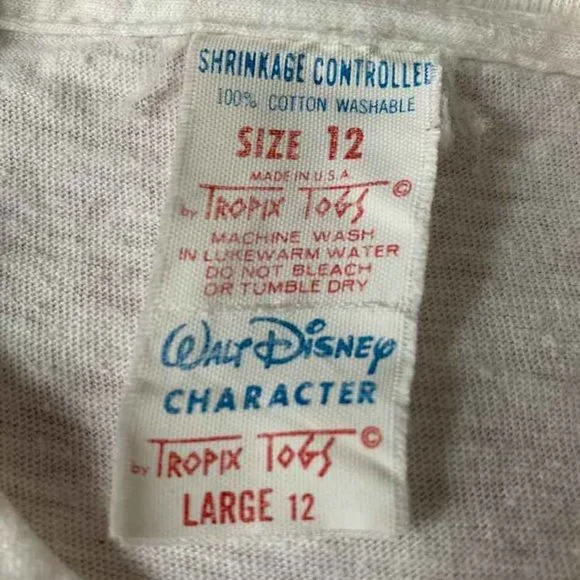 SHRINKAGE CONTROLLED
100% COTTON WASHABLE
SIZE 12
MADE IN U.S.A
by TROPIX TOGS ©
MACHINE WASH
IN LUKEWARM WATER
DO NOT BLEACH
OR TUMBLE DRY
WALT DISNEY
CHARACTER
by TROPIX TOGS ©
LARGE 12